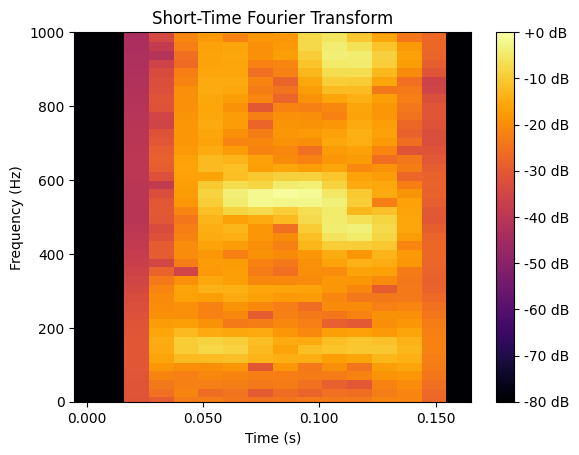 Short-Time Fourier Transform
Frequency (Hz)
1000
800
600
400
200
0
0.000
0.050
0.100
0.150
Time (s)
+0 dB
-10 dB
-20 dB
-30 dB
-40 dB
-50 dB
-60 dB
-70 dB
-80 dB